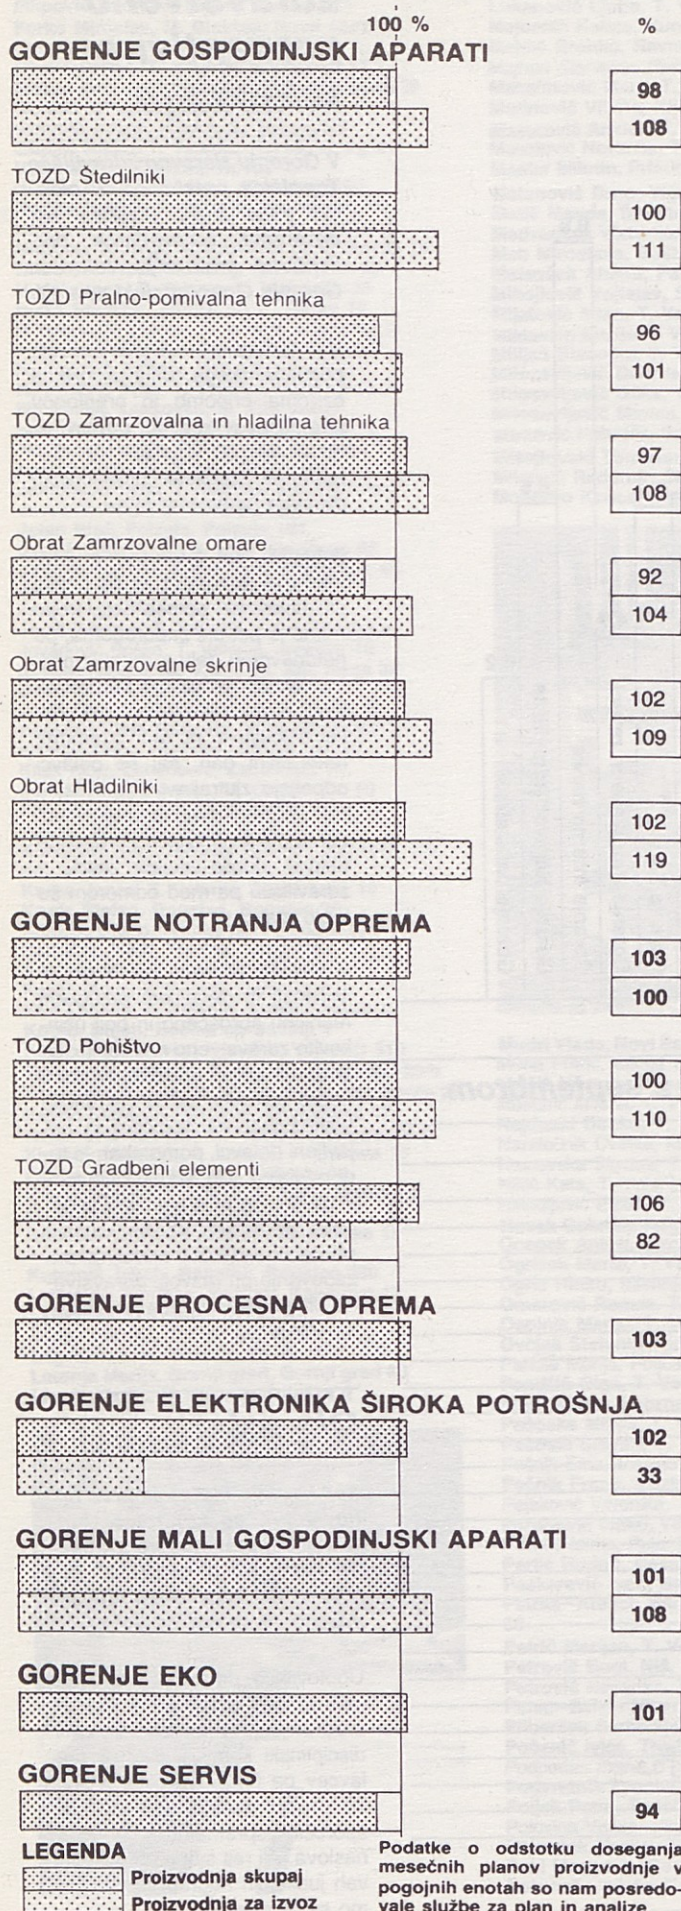 100 % %
GORENJE GOSPODINJSKI APARATI
98
108
TOZD Štedilniki
100
111
TOZD Pralno-pomivalna tehnika
96
101
TOZD Zamrzovalna in hladilna tehnika
97
108
Obrat Zamrzovalne omare
92
104
Obrat Zamrzovalne skrinje
102
109
Obrat Hladilniki
102
119
GORENJE NOTRANJA OPREMA
103
100
TOZD Pohištvo
100
110
TOZD Gradbeni elementi
106
82
GORENJE PROCESNA OPREMA
103
GORENJE ELEKTRONIKA ŠIROKA POTROŠNJA
102
33
GORENJE MALI GOSPODINJSKI APARATI
101
108
GORENJE EKO
101
GORENJE SERVIS
94
LEGENDA
Proizvodnja skupaj
Proizvodnja za izvoz
Podatke o odstotku doseganja
mesečnih planov proizvodnje v
pogojnih enotah so nam posredo-
vale službe za plan in analize